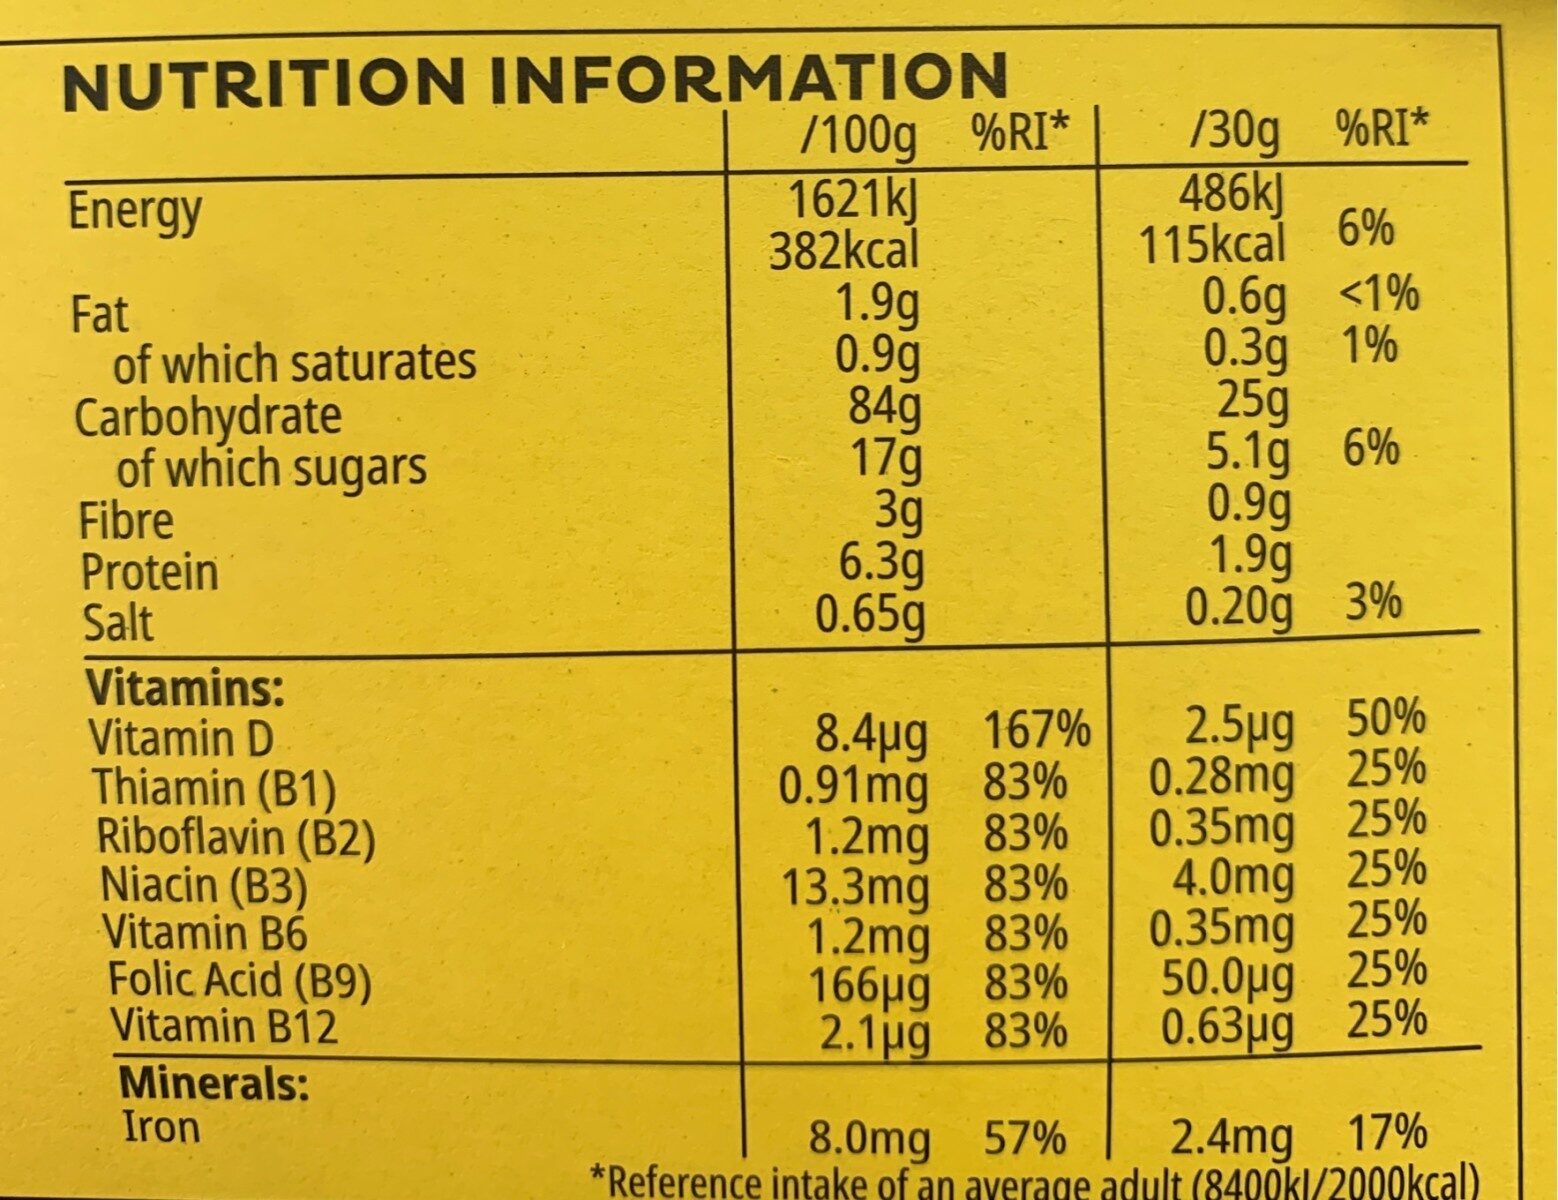 NUTRITION INFORMATION
/100g %RI* /30g %RI*
Energy 1621kJ 486kJ
382kcal 115kcal 6%
Fat 1.9g 0.6g <1%
of which saturates 0.9g 0.3g 1%
Carbohydrate 84g 25g
of which sugars 17g 5.1g 6%
Fibre 3g 0.9g
Protein 6.3g 1.9g
Salt 0.65g 0.20g 3%
Vitamins:
Vitamin D 8.4µg 167% 2.5µg 50%
Thiamin (B1) 0.91mg 83% 0.28mg 25%
Riboflavin (B2) 1.2mg 83% 0.35mg 25%
Niacin (B3) 13.3mg 83% 4.0mg 25%
Vitamin B6 1.2mg 83% 0.35mg 25%
Folic Acid (B9) 166µg 83% 50.0µg 25%
Vitamin B12 2.1µg 83% 0.63µg 25%
Minerals:
Iron 8.0mg 57% 2.4mg 17%
*Reference intake of an average adult (8400kJ/2000kcal)